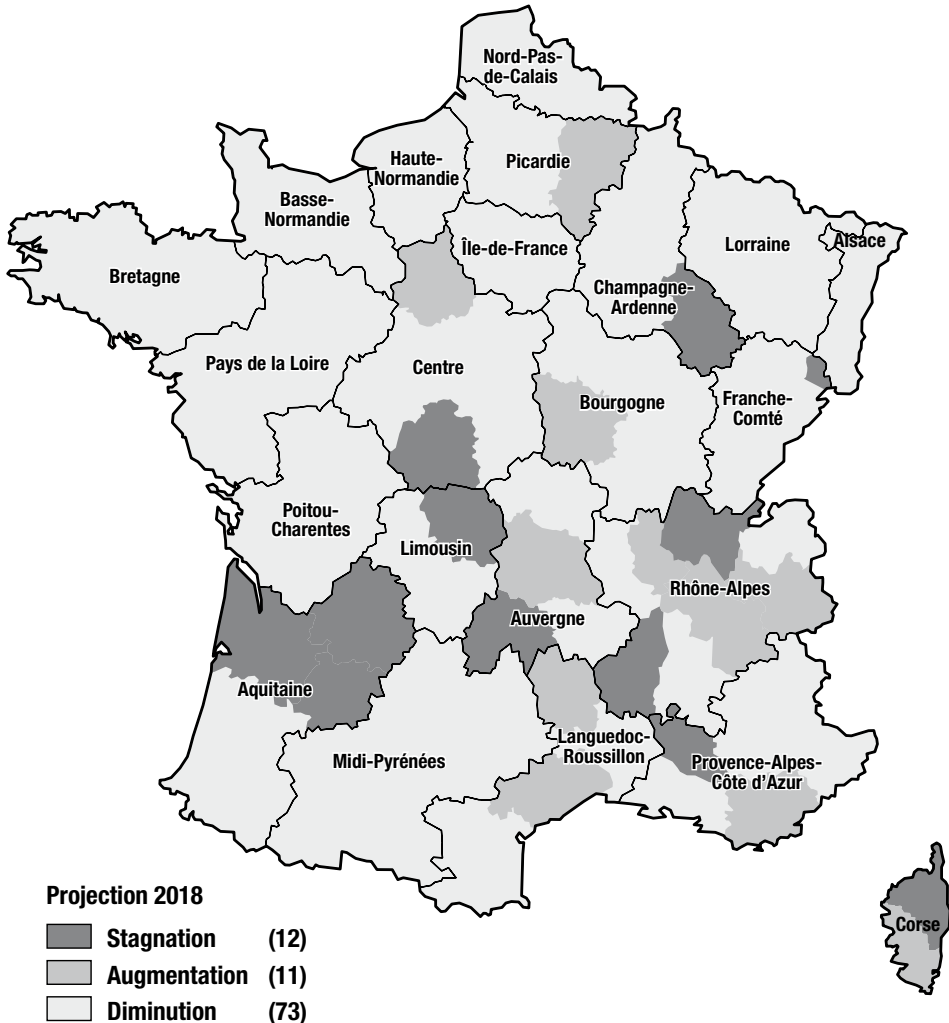 Nord-Pas-
de-Calais
Haute-
Normandie
Picardie
Basse-
Normandie
Île-de-France
Lorraine
Alsace
Bretagne
Champagne-
Ardenne
Pays de la Loire
Centre
Bourgogne
Franche-
Comté
Poitou-
Charentes
Limousin
Rhône-Alpes
Auvergne
Aquitaine
Languedoc-
Roussillon
Midi-Pyrénées
Provence-Alpes-
Côte d'Azur
Corse
Projection 2018
Stagnation (12)
Augmentation (11)
Diminution (73)